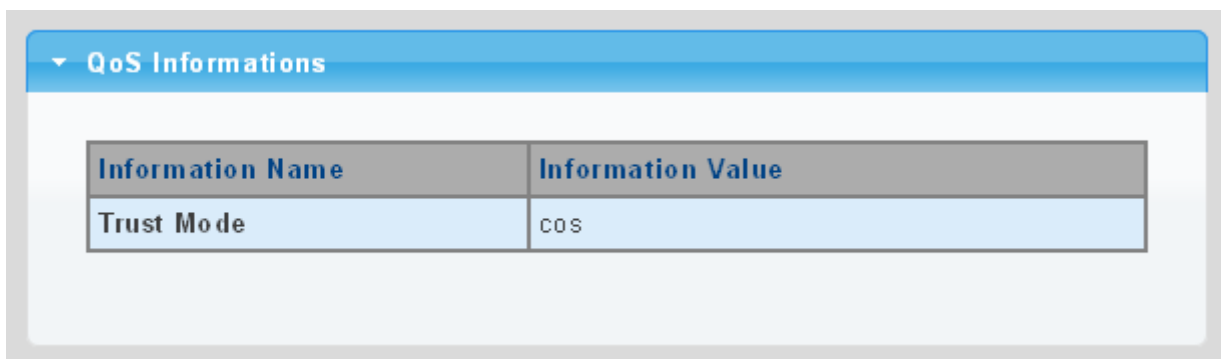 QoS Informations
Information Name Information Value
Trust Mode cos